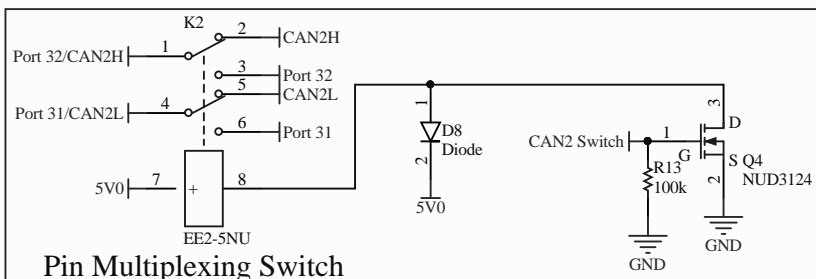 K2
2 CAN2H
Port 32/CAN2H 1
3 Port 32
5 CAN2L
Port 31/CAN2L 4
6 Port 31
5V0 7 + 8
EE2-5NU
1
D8
Diode
2
5V0
3
D
CAN2 Switch 1
G
S Q4
NUD3124
R13
100k
2
GND
GND
Pin Multiplexing Switch